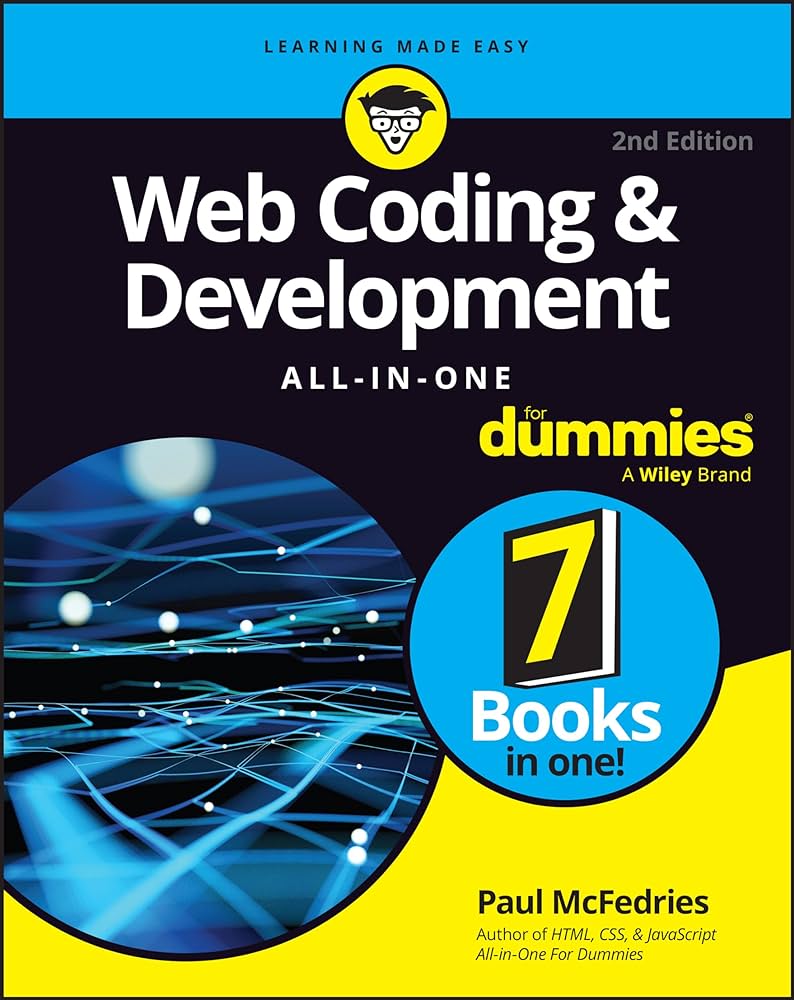 LEARNING MADE EASY
2nd Edition
Web Coding &
Development
ALL-IN-ONE
for
dummies®
A Wiley Brand
7
Books
in one!
Paul McFedries
Author of HTML, CSS, & JavaScript
All-in-One For Dummies